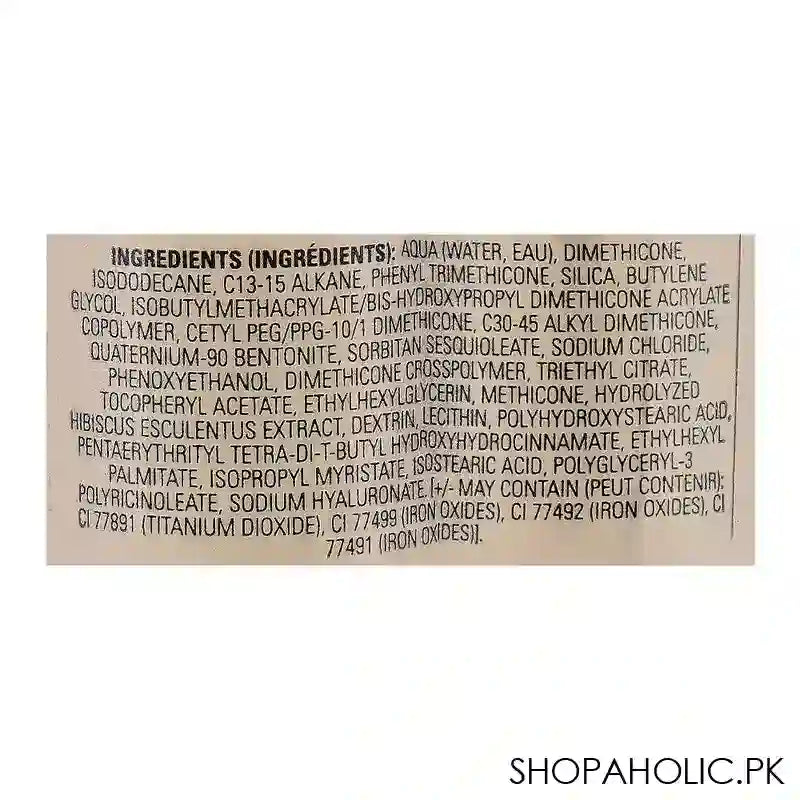 INGREDIENTS (INGRÉDIENTS): AQUA (WATER, EAU), DIMETHICONE,
ISODODECANE, C13-15 ALKANE, PHENYL TRIMETHICONE, SILICA, BUTYLENE
GLYCOL, ISOBUTYLMETHACRYLATE/BIS-HYDROXYPROPYL DIMETHICONE ACRYLATE
COPOLYMER, CETYL PEG/PPG-10/1 DIMETHICONE, C30-45 ALKYL DIMETHICONE,
QUATERNIUM-90 BENTONITE, SORBITAN SESQUIOLEATE, SODIUM CHLORIDE,
PHENOXYETHANOL, DIMETHICONE CROSSPOLYMER, TRIETHYL CITRATE,
TOCOPHERYL ACETATE, ETHYLHEXYLGLYCERIN, METHICONE, HYDROLYZED
HIBISCUS ESCULENTUS EXTRACT, DEXTRIN, LECITHIN, POLYHYDROXYSTEARIC ACID,
PENTAERYTHRITYL TETRA-DI-T-BUTYL HYDROXYHYDROCINNAMATE, ETHYLHEXYL
PALMITATE, ISOPROPYL MYRISTATE, ISOSTEARIC ACID, POLYGLYCERYL-3
POLYRICINOLEATE, SODIUM HYALURONATE. [+/- MAY CONTAIN (PEUT CONTENIR):
CI 77891 (TITANIUM DIOXIDE), CI 77499 (IRON OXIDES), CI 77492 (IRON OXIDES), CI
77491 (IRON OXIDES)].
SHOPAHOLIC.PK